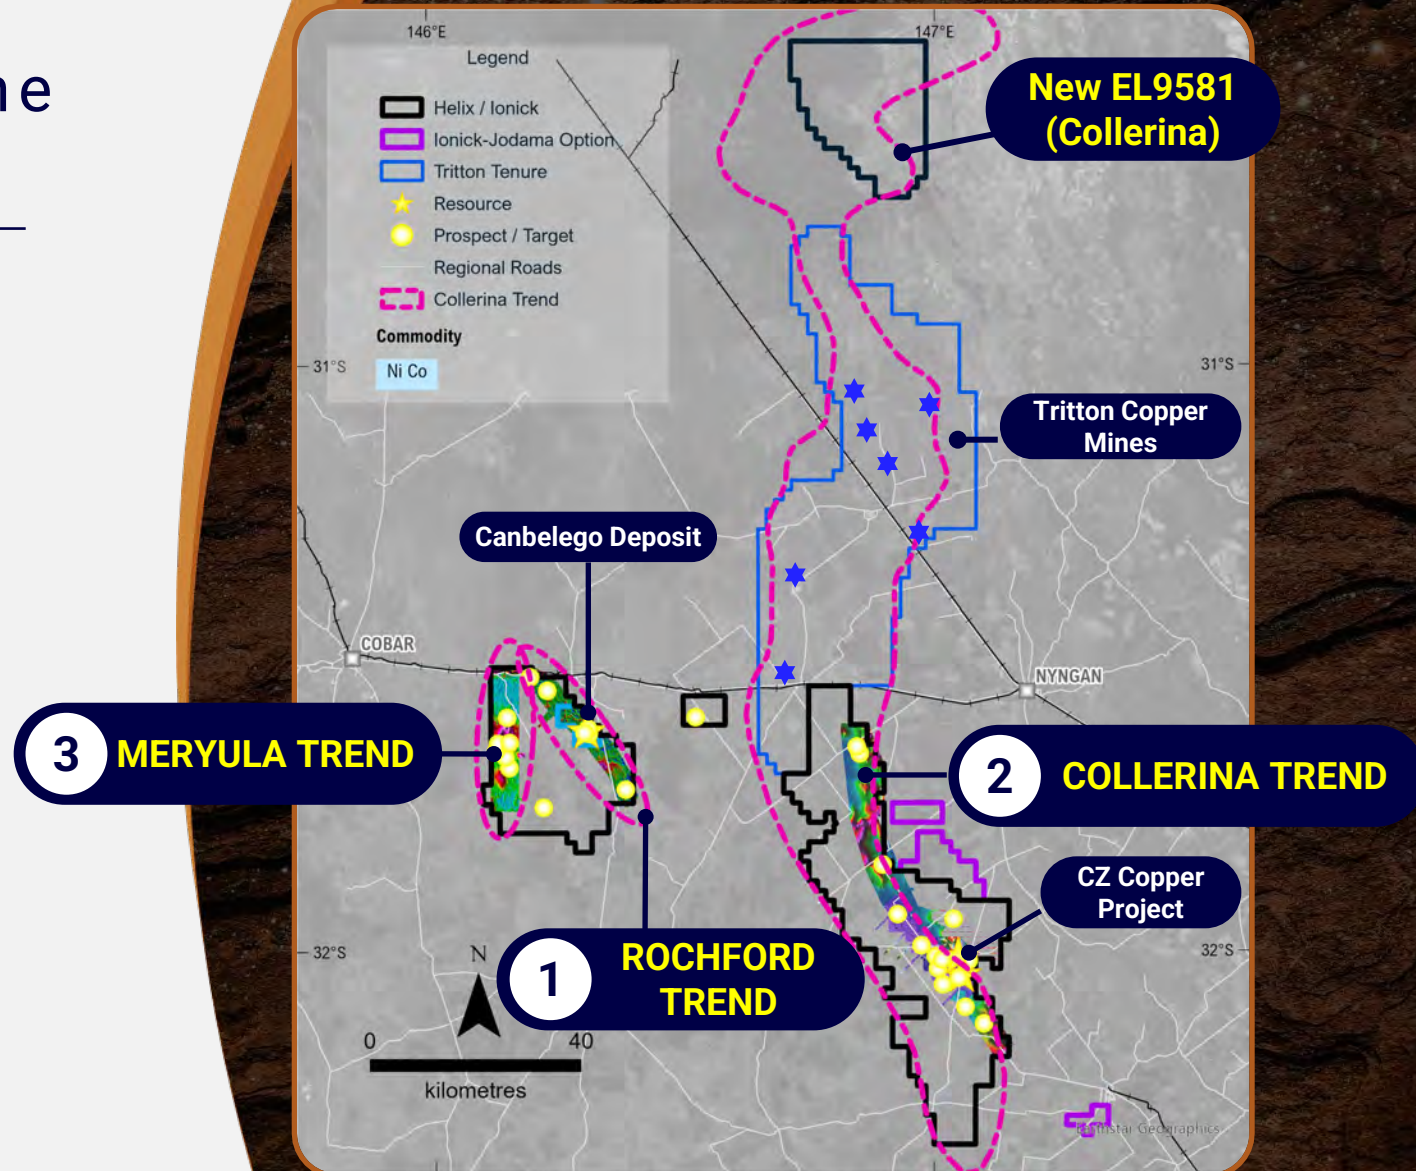 ne
146°E
147°E
Legend
Helix / Ionick
Ionick-Jodama Option
Tritton Tenure
Resource
Prospect / Target
Regional Roads
Collerina Trend
Commodity
Ni Co
New EL9581
(Collerina)
31°S
31°S
Tritton Copper
Mines
Canbelego Deposit
COBAR
NYNGAN
3 MERYULA TREND
2 COLLERINA TREND
CZ Copper
Project
32°S
32°S
N
1 ROCHFORD
TREND
0 40
kilometres
Earthstar Geographics